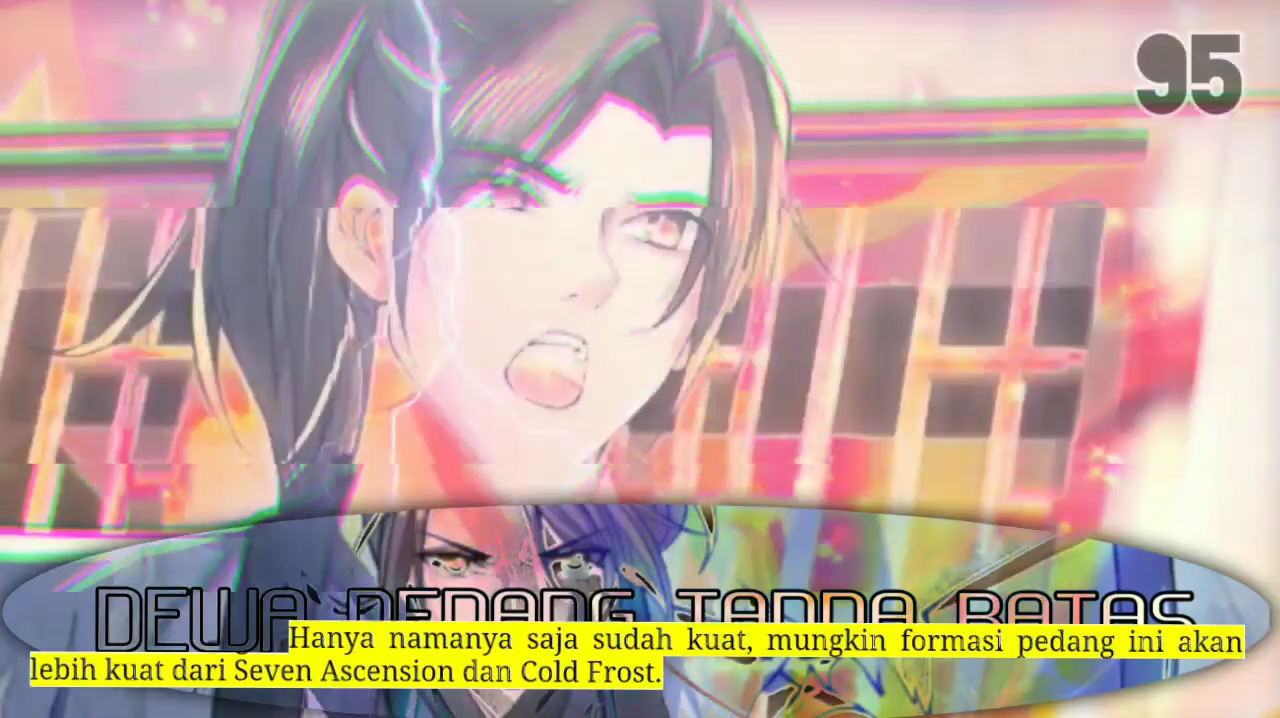 95
DEWA PEDANG TANPA BATAS
Hanya namanya saja sudah kuat, mungkin formasi pedang ini akan
lebih kuat dari Seven Ascension dan Cold Frost.